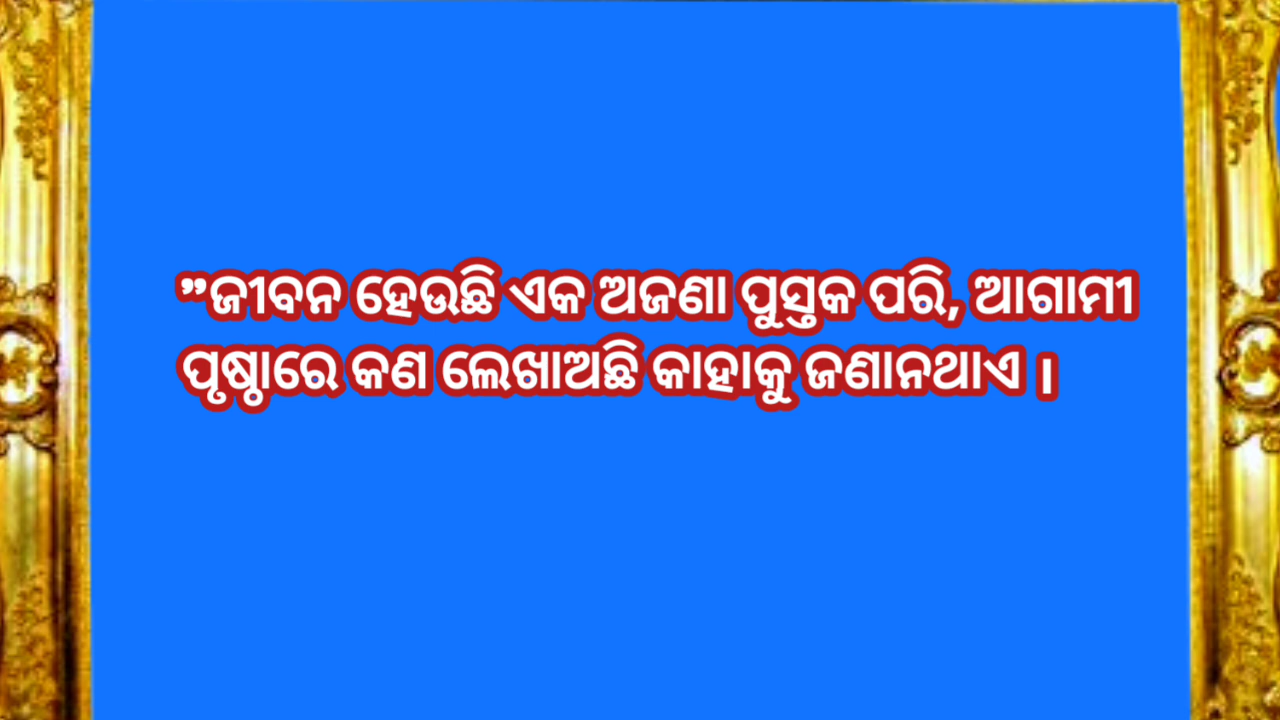 ”ଜୀବନ ହେଉଛି ଏକ ଅଜଣା ପୁସ୍ତକ ପରି, ଆଗାମୀ
ପୃଷ୍ଠାରେ କଣ ଲେଖାଅଛି କାହାକୁ ଜଣାନଥାଏ ।